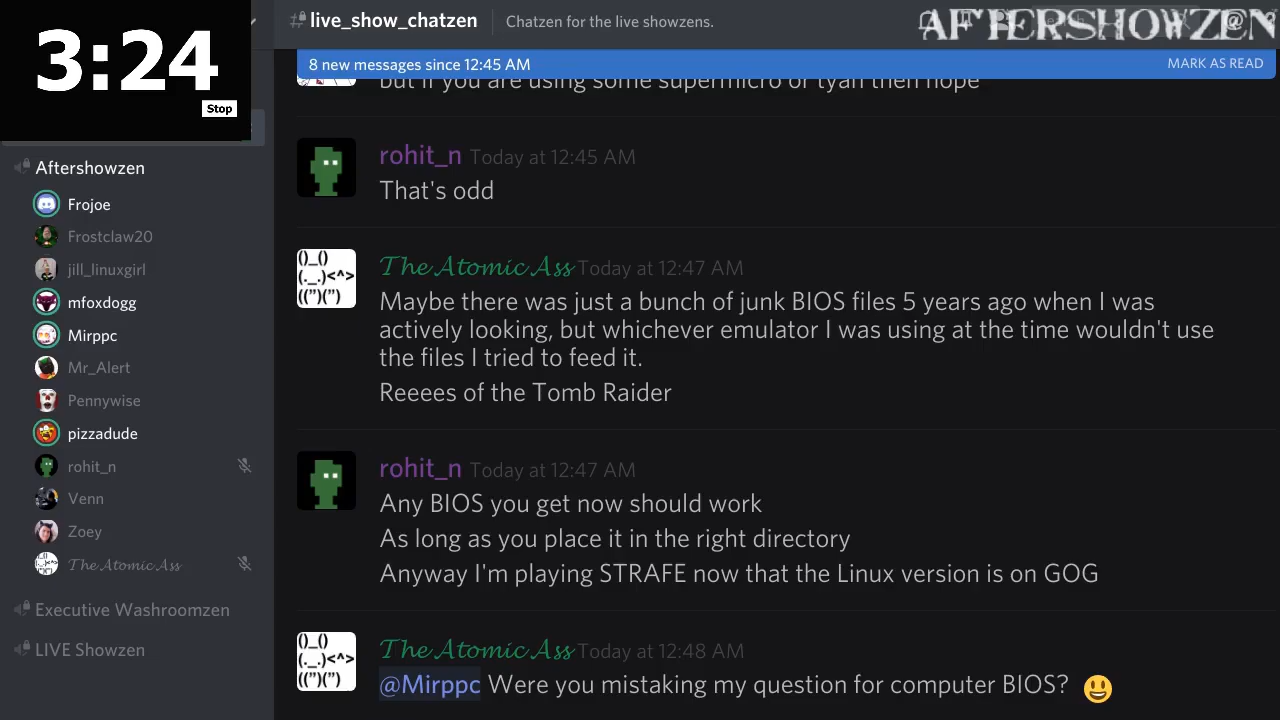 3:24
Stop
live_show_chatzen
Chatzen for the live showzens.
AFTERSHOWZEN
8 new messages since 12:45 AM
MARK AS READ
but if you are using some supermicro or tyan then nope
Aftershowzen
Frojoe
Frostclaw20
jill_linuxgirl
mfoxdogg
Mirppc
Mr_Alert
Pennywise
pizzadude
rohit_n
Venn
Zoey
𝓣𝓱𝓮 𝓐𝓽𝓸𝓶𝓲𝓬 𝓐𝓼𝓼
Executive Washroomzen
LIVE Showzen
rohit_n Today at 12:45 AM
That's odd
()_()
(._.)<^>
((”)(”)
𝓣𝓱𝓮 𝓐𝓽𝓸𝓶𝓲𝓬 𝓐𝓼𝓼 Today at 12:47 AM
Maybe there was just a bunch of junk BIOS files 5 years ago when I was
actively looking, but whichever emulator I was using at the time wouldn't use
the files I tried to feed it.
Reeees of the Tomb Raider
rohit_n Today at 12:47 AM
Any BIOS you get now should work
As long as you place it in the right directory
Anyway I'm playing STRAFE now that the Linux version is on GOG
()_()
(._.)<^>
((”)(”)
𝓣𝓱𝓮 𝓐𝓽𝓸𝓶𝓲𝓬 𝓐𝓼𝓼 Today at 12:48 AM
@Mirppc Were you mistaking my question for computer BIOS? 😃